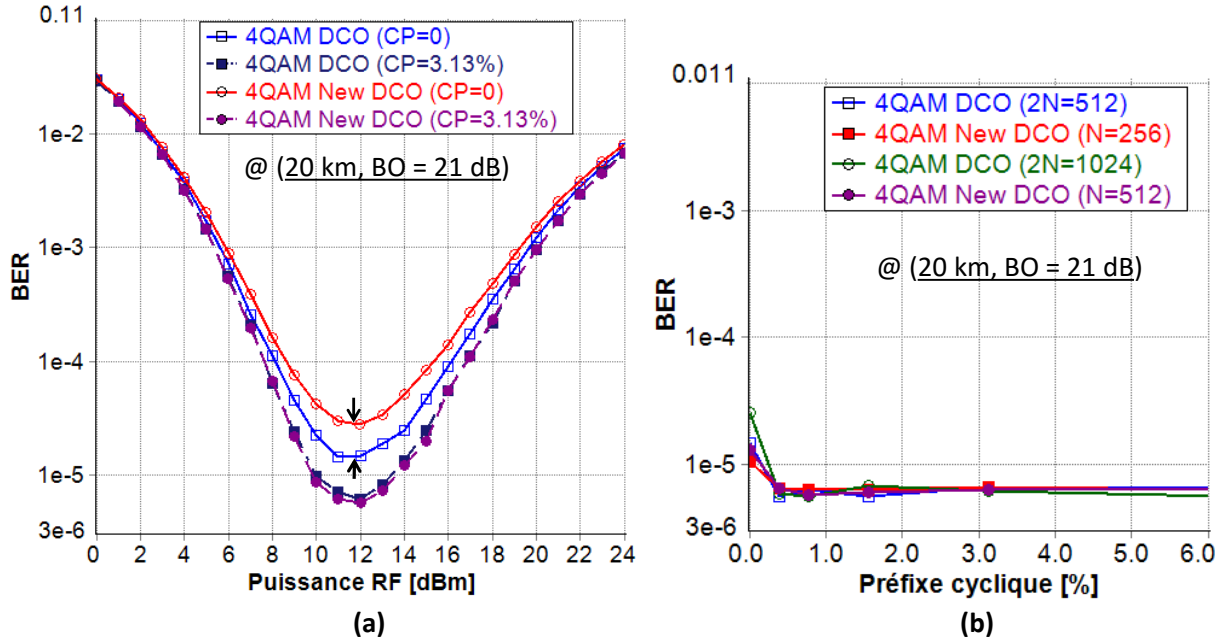 0.11
1e-2
1e-3
1e-4
1e-5
3e-6
BER
4QAM DCO (CP=0)
4QAM DCO (CP=3.13%)
4QAM New DCO (CP=0)
4QAM New DCO (CP=3.13%)
@ (20 km, BO = 21 dB)
0 2 4 6 8 10 12 14 16 18 20 22 24
Puissance RF [dBm]
(a)
0.011
1e-3
1e-4
1e-5
3e-6
BER
4QAM DCO (2N=512)
4QAM New DCO (N=256)
4QAM DCO (2N=1024)
4QAM New DCO (N=512)
@ (20 km, BO = 21 dB)
0.0 1.0 2.0 3.0 4.0 5.0 6.0
Préfixe cyclique [%]
(b)